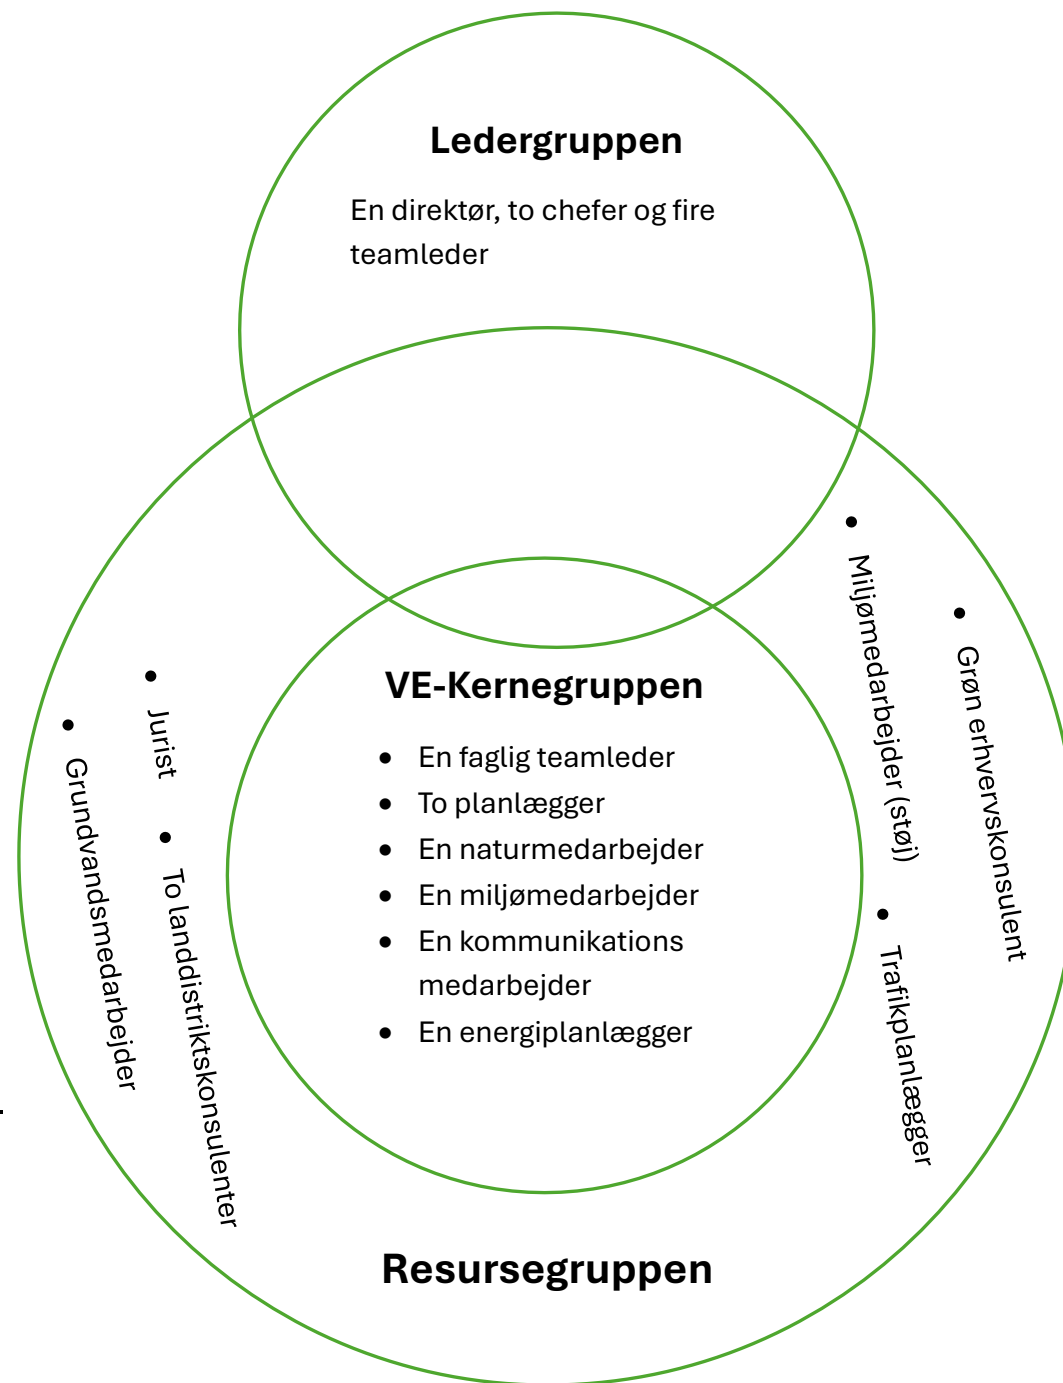 Ledergruppen
En direktør, to chefer og fire
teamleder
VE-Kernegruppen
• En faglig teamleder
• To planlægger
• En naturmedarbejder
• En miljømedarbejder
• En kommunikations
medarbejder
• En energiplanlægger
• Jurist
• Grundvandsmedarbejder
• To landdistriktskonsulenter
• Miljømedarbejder (støj)
• Grøn erhvervskonsulent
• Trafikplanlægger
Resursegruppen